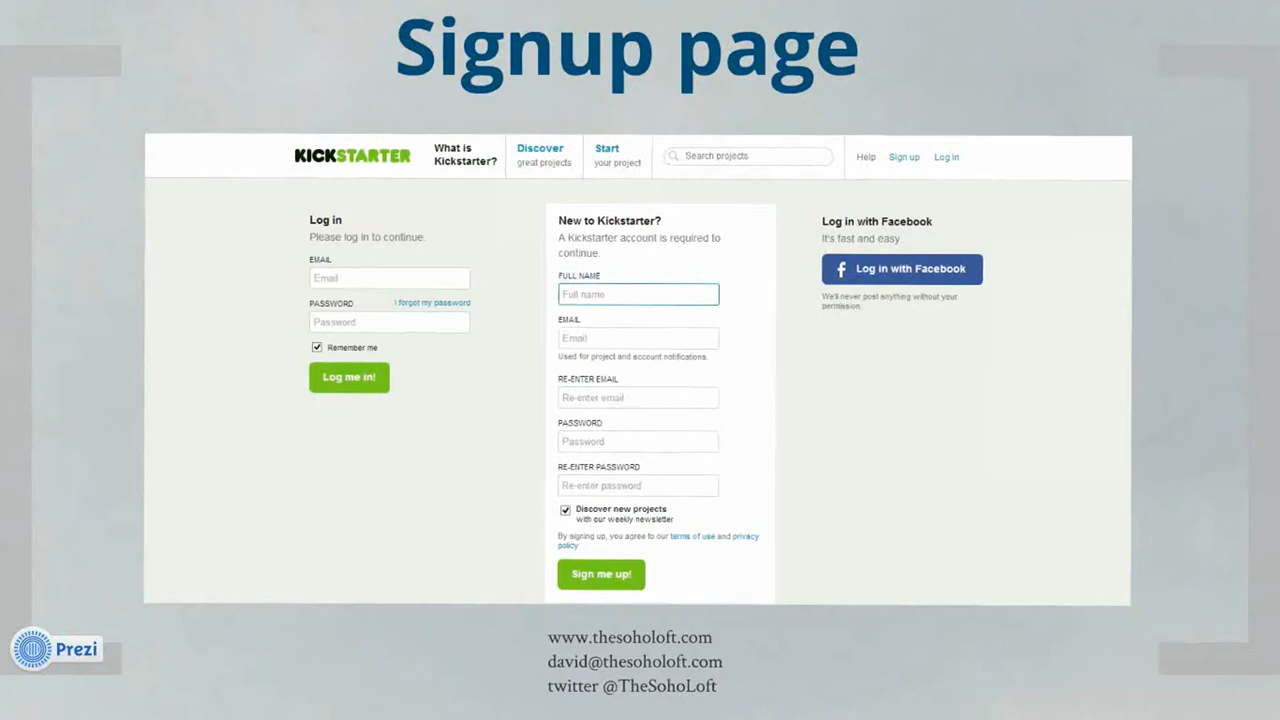 Signup page
KICKSTARTER
What is
Kickstarter?
Discover
great projects
Start
your project
Search projects
Help
Sign up
Log in
Log in
Please log in to continue.
EMAIL
Email
PASSWORD
I forgot my password
Password
Remember me
Log me in!
New to Kickstarter?
A Kickstarter account is required to
continue.
FULL NAME
Full name
EMAIL
Email
Used for project and account notifications.
RE-ENTER EMAIL
Re-enter email
PASSWORD
Password
RE-ENTER PASSWORD
Re-enter password
Discover new projects
with our weekly newsletter
By signing up, you agree to our terms of use and privacy
policy
Sign me up!
Log in with Facebook
It's fast and easy
f Log in with Facebook
We'll never post anything without your
permission.
Prezi
www.thesoholoft.com
david@thesoholoft.com
twitter @TheSohoLoft